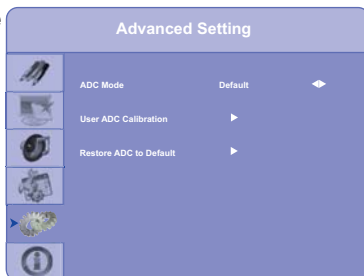 Advanced Setting
ADC Mode Default
User ADC Calibration
Restore ADC to Default